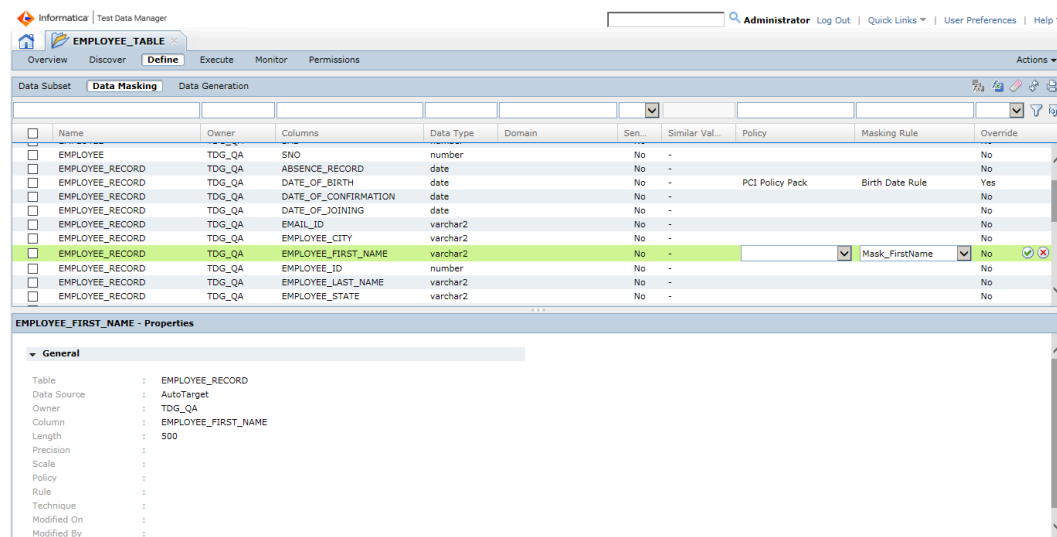 Informatica Test Data Manager
Administrator Log Out | Quick Links | User Preferences | Help
EMPLOYEE_TABLE
Overview Discover Define Execute Monitor Permissions Actions
Data Subset Data Masking Data Generation
Name Owner Columns Data Type Domain Sen... Similar Val... Policy Masking Rule Override
EMPLOYEE TDG_QA SNO number No - No
EMPLOYEE_RECORD TDG_QA ABSENCE_RECORD date No - No
EMPLOYEE_RECORD TDG_QA DATE_OF_BIRTH date No - PCI Policy Pack Birth Date Rule Yes
EMPLOYEE_RECORD TDG_QA DATE_OF_CONFIRMATION date No - No
EMPLOYEE_RECORD TDG_QA DATE_OF_JOINING date No - No
EMPLOYEE_RECORD TDG_QA EMAIL_ID varchar2 No - No
EMPLOYEE_RECORD TDG_QA EMPLOYEE_CITY varchar2 No - No
EMPLOYEE_RECORD TDG_QA EMPLOYEE_FIRST_NAME varchar2 No - Mask_FirstName No
EMPLOYEE_RECORD TDG_QA EMPLOYEE_ID number No - No
EMPLOYEE_RECORD TDG_QA EMPLOYEE_LAST_NAME varchar2 No - No
EMPLOYEE_RECORD TDG_QA EMPLOYEE_STATE varchar2 No - No
EMPLOYEE_FIRST_NAME - Properties
General
Table : EMPLOYEE_RECORD
Data Source : AutoTarget
Owner : TDG_QA
Column : EMPLOYEE_FIRST_NAME
Length : 500
Precision :
Scale :
Policy :
Rule :
Technique :
Modified On :
Modified By :